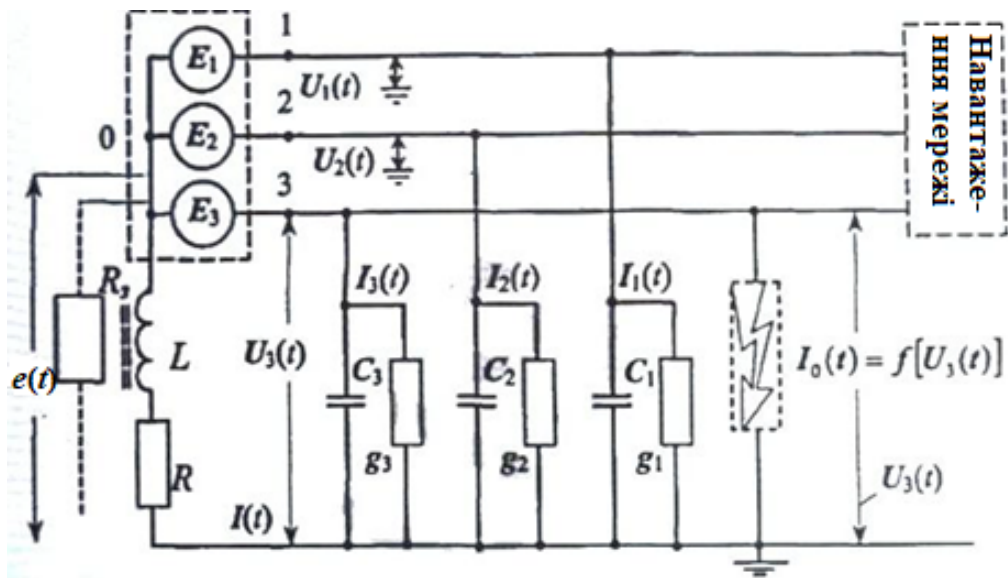 1
E₁
U₁(t)
2
0
E₂
U₂(t)
3
E₃
Навантаже-
ння мережі
I₃(t)
I₂(t)
I₁(t)
R₃
L
U₃(t)
C₃
C₂
C₁
I₀(t) = f[U₃(t)]
e(t)
g₃
g₂
g₁
R
U₃(t)
I(t)